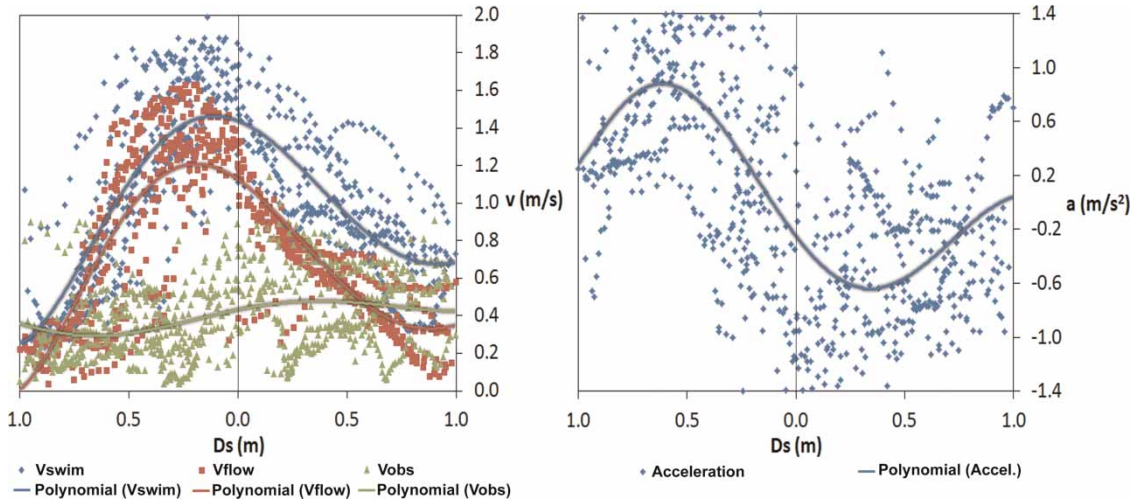 2.0
1.8
1.6
1.4
1.2
1.0
0.8
0.6
0.4
0.2
0.0
v (m/s)
1.0 0.5 0.0 0.5 1.0
Ds (m)
Vswim Vflow Vobs
Polynomial (Vswim) Polynomial (Vflow) Polynomial (Vobs)
1.4
1.0
0.6
0.2
-0.2
-0.6
-1.0
-1.4
a (m/s²)
1.0 0.5 0.0 0.5 1.0
Ds (m)
Acceleration Polynomial (Accel.)